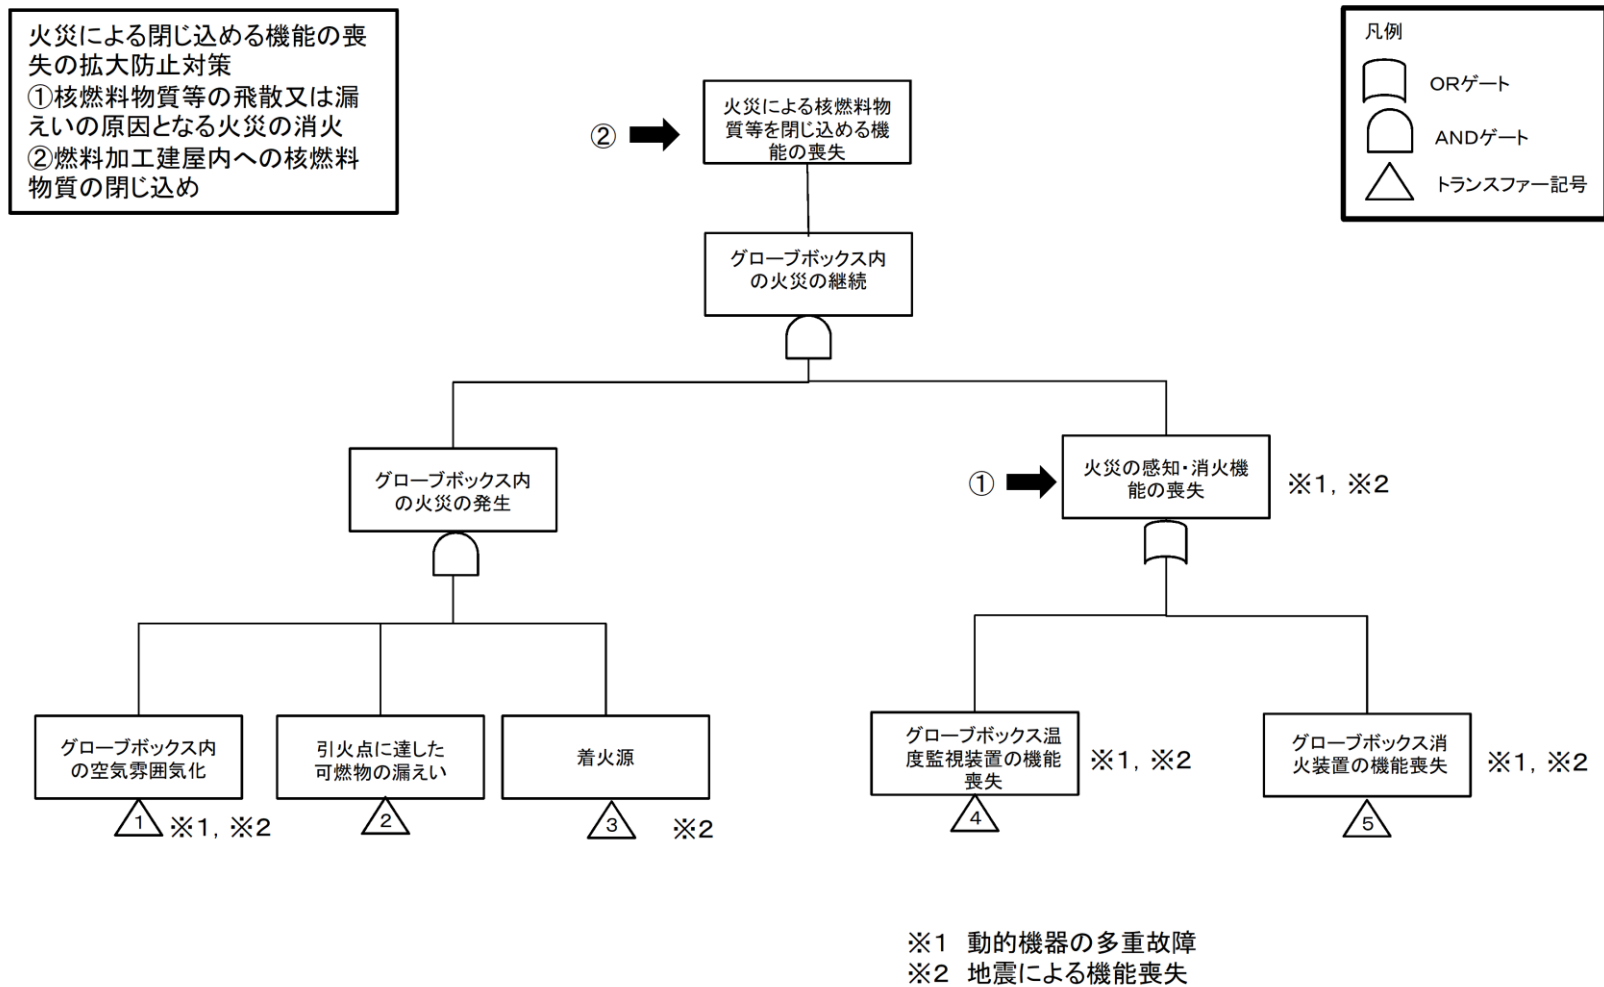 火災による閉じ込める機能の喪
失の拡大防止対策
①核燃料物質等の飛散又は漏
えいの原因となる火災の消火
②燃料加工建屋内への核燃料
物質の閉じ込め
凡例
ORゲート
ANDゲート
トランスファー記号
②
火災による核燃料物
質等を閉じ込める機
能の喪失
グローブボックス内
の火災の継続
グローブボックス内
の火災の発生
①
火災の感知・消火機
能の喪失
※1, ※2
グローブボックス内
の空気雰囲気化
1
※1, ※2
引火点に達した
可燃物の漏えい
2
着火源
3
※2
グローブボックス温
度監視装置の機能
喪失
4
※1, ※2
グローブボックス消
火装置の機能喪失
5
※1, ※2
※1 動的機器の多重故障
※2 地震による機能喪失